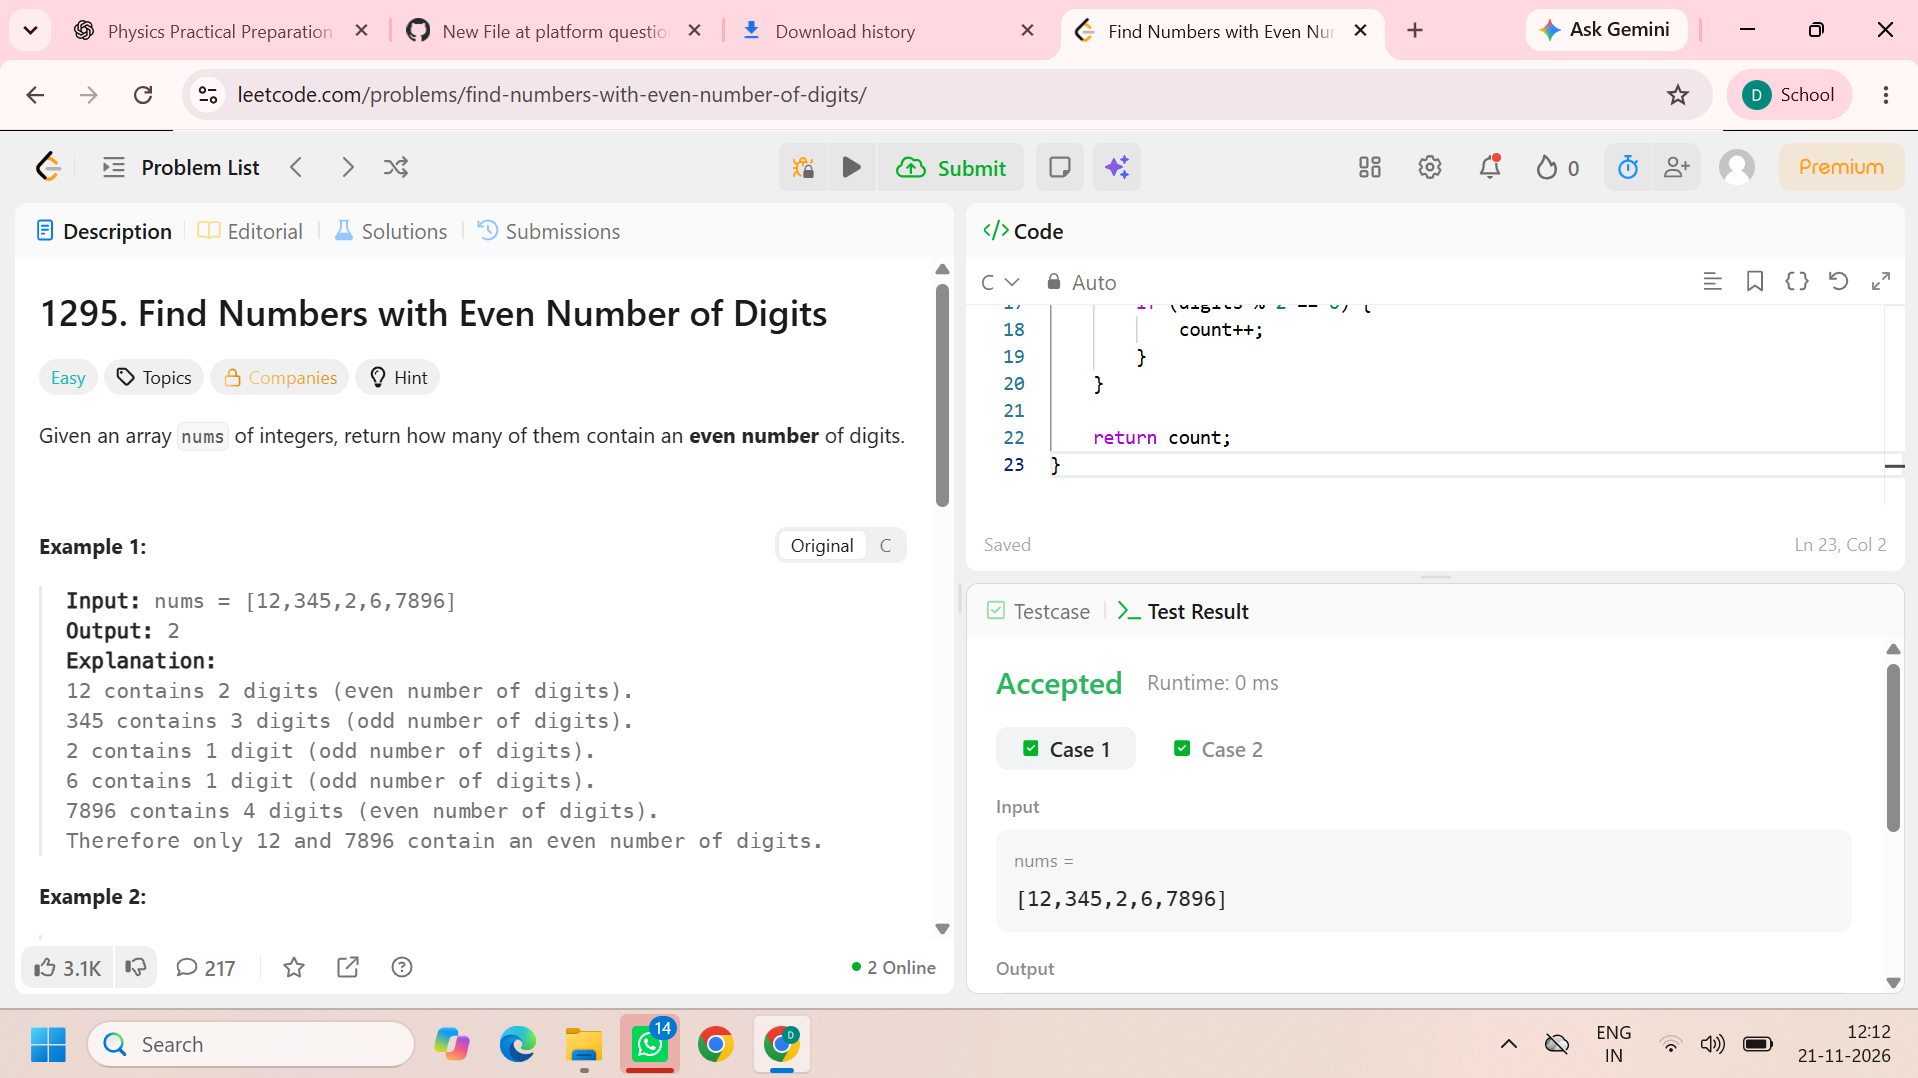 Physics Practical Preparation
New File at platform questio
Download history
Find Numbers with Even Nur
Ask Gemini
leetcode.com/problems/find-numbers-with-even-number-of-digits/
D School
Problem List
Submit
0
Premium
Description
Editorial
Solutions
Submissions
1295. Find Numbers with Even Number of Digits
Easy
Topics
Companies
Hint
Given an array nums of integers, return how many of them contain an even number of digits.
Example 1:
Original C
Input: nums = [12,345,2,6,7896]
Output: 2
Explanation:
12 contains 2 digits (even number of digits).
345 contains 3 digits (odd number of digits).
2 contains 1 digit (odd number of digits).
6 contains 1 digit (odd number of digits).
7896 contains 4 digits (even number of digits).
Therefore only 12 and 7896 contain an even number of digits.
Example 2:
3.1K
217
2 Online
</> Code
C
Auto
17 if (digits % 2 == 0) {
18 count++;
19 }
20 }
21
22 return count;
23 }
Saved
Ln 23, Col 2
Testcase
Test Result
Accepted
Runtime: 0 ms
Case 1
Case 2
Input
nums =
[12,345,2,6,7896]
Output
Search
14
D
ENG
IN
12:12
21-11-2026